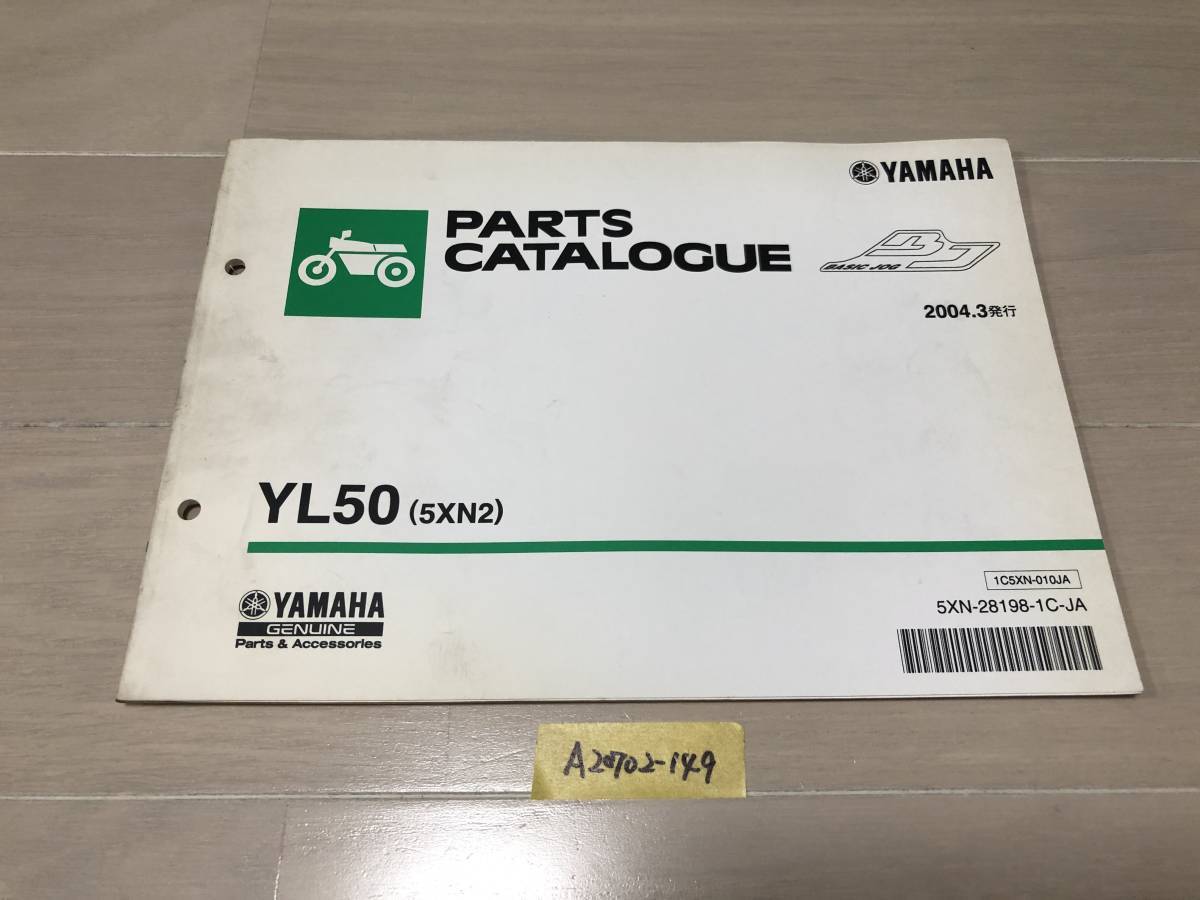 YAMAHA
PARTS
CATALOGUE
BJ
BASIC JOG
2004.3発行
YL50 (5XN2)
1C5XN-010JA
5XN-28198-1C-JA
YAMAHA
GENUINE
Parts & Accessories
A20702-149